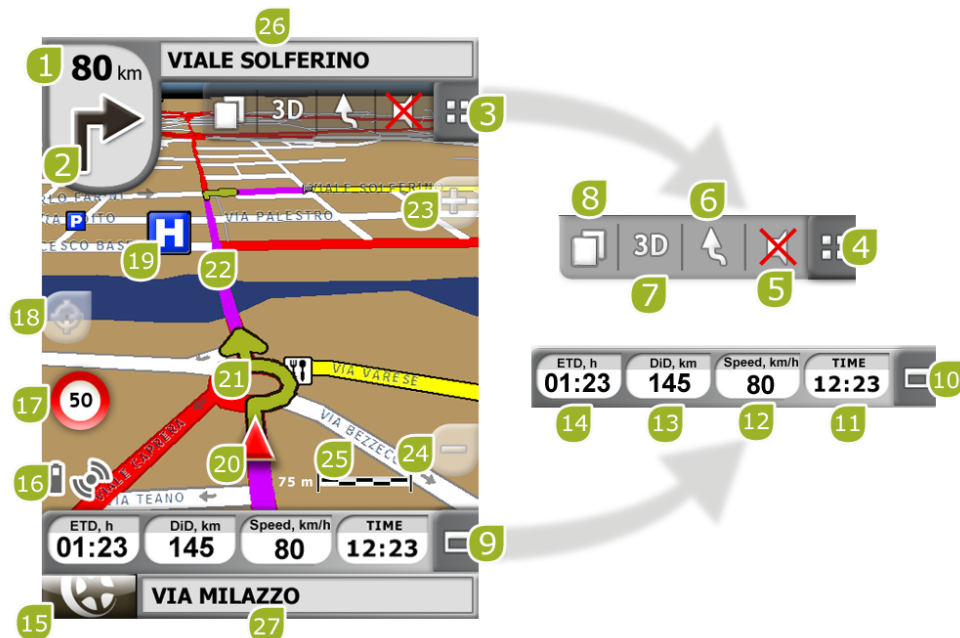 26
1
80 km
VIALE SOLFERINO
3D
3
2
VIALE SOLFERINO
23
P
VIA PALESTRO
H
19
22
18
21
17
50
VIA VARESE
VIALE CAPRERA
VIA BEZZECC
20
25
24
16
75 m
VIA TEANO
ETD, h
01:23
DiD, km
145
Speed, km/h
80
TIME
12:23
9
15
VIA MILAZZO
27
8
6
3D
4
7
5
ETD, h
01:23
DiD, km
145
Speed, km/h
80
TIME
12:23
10
14
13
12
11